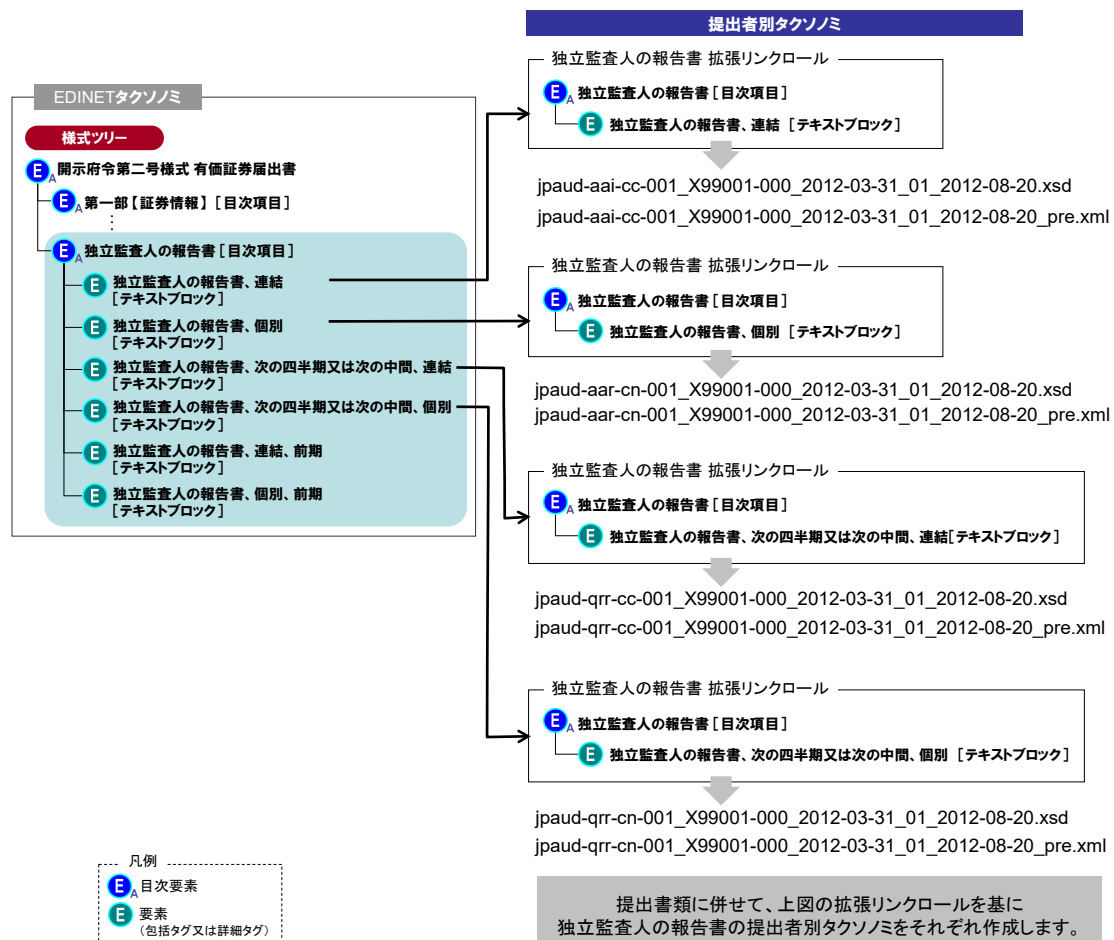 提出者別タクソノミ
EDINETタクソノミ
様式ツリー
E A 開示府令第二号様式 有価証券届出書
E A 第一部【証券情報】 [目次項目]
⋮
E A 独立監査人の報告書 [目次項目]
E 独立監査人の報告書、連結
[テキストブロック]
E 独立監査人の報告書、個別
[テキストブロック]
E 独立監査人の報告書、次の四半期又は次の中間、連結
[テキストブロック]
E 独立監査人の報告書、次の四半期又は次の中間、個別
[テキストブロック]
E 独立監査人の報告書、連結、前期
[テキストブロック]
E 独立監査人の報告書、個別、前期
[テキストブロック]
独立監査人の報告書 拡張リンクロール
E A 独立監査人の報告書 [目次項目]
E 独立監査人の報告書、連結 [テキストブロック]
jpaud-aai-cc-001_X99001-000_2012-03-31_01_2012-08-20.xsd
jpaud-aai-cc-001_X99001-000_2012-03-31_01_2012-08-20_pre.xml
独立監査人の報告書 拡張リンクロール
E A 独立監査人の報告書 [目次項目]
E 独立監査人の報告書、個別 [テキストブロック]
jpaud-aar-cn-001_X99001-000_2012-03-31_01_2012-08-20.xsd
jpaud-aar-cn-001_X99001-000_2012-03-31_01_2012-08-20_pre.xml
独立監査人の報告書 拡張リンクロール
E A 独立監査人の報告書 [目次項目]
E 独立監査人の報告書、次の四半期又は次の中間、連結[テキストブロック]
jpaud-qrr-cc-001_X99001-000_2012-03-31_01_2012-08-20.xsd
jpaud-qrr-cc-001_X99001-000_2012-03-31_01_2012-08-20_pre.xml
独立監査人の報告書 拡張リンクロール
E A 独立監査人の報告書 [目次項目]
E 独立監査人の報告書、次の四半期又は次の中間、個別 [テキストブロック]
jpaud-qrr-cn-001_X99001-000_2012-03-31_01_2012-08-20.xsd
jpaud-qrr-cn-001_X99001-000_2012-03-31_01_2012-08-20_pre.xml
凡例
E A 目次要素
E 要素
(包括タグ又は詳細タグ)
提出書類に併せて、上図の拡張リンクロールを基に
独立監査人の報告書の提出者別タクソノミをそれぞれ作成します。